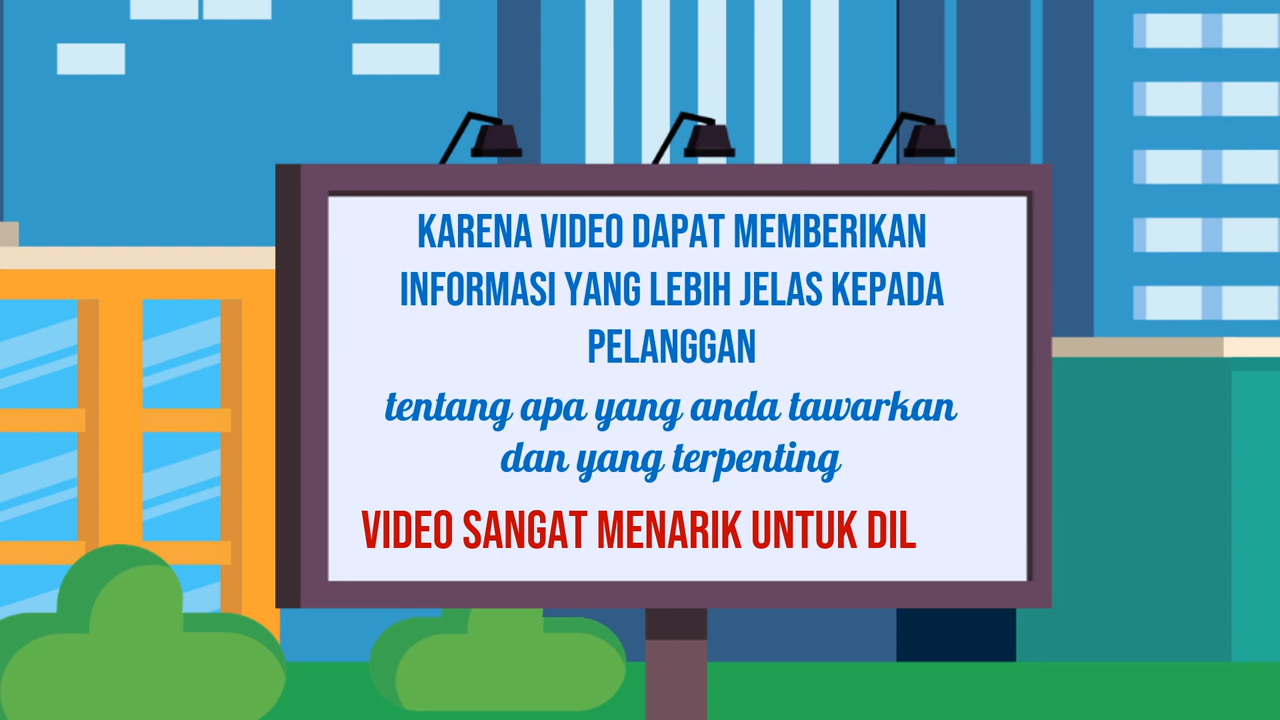 KARENA VIDEO DAPAT MEMBERIKAN
INFORMASI YANG LEBIH JELAS KEPADA
PELANGGAN
tentang apa yang anda tawarkan
dan yang terpenting
VIDEO SANGAT MENARIK UNTUK DIL